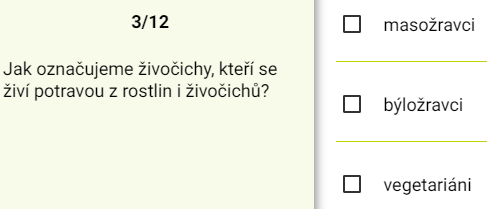 3/12
Jak označujeme živočichy, kteří se
živí potravou z rostlin i živočichů?
masožravci
býložravci
vegetariáni